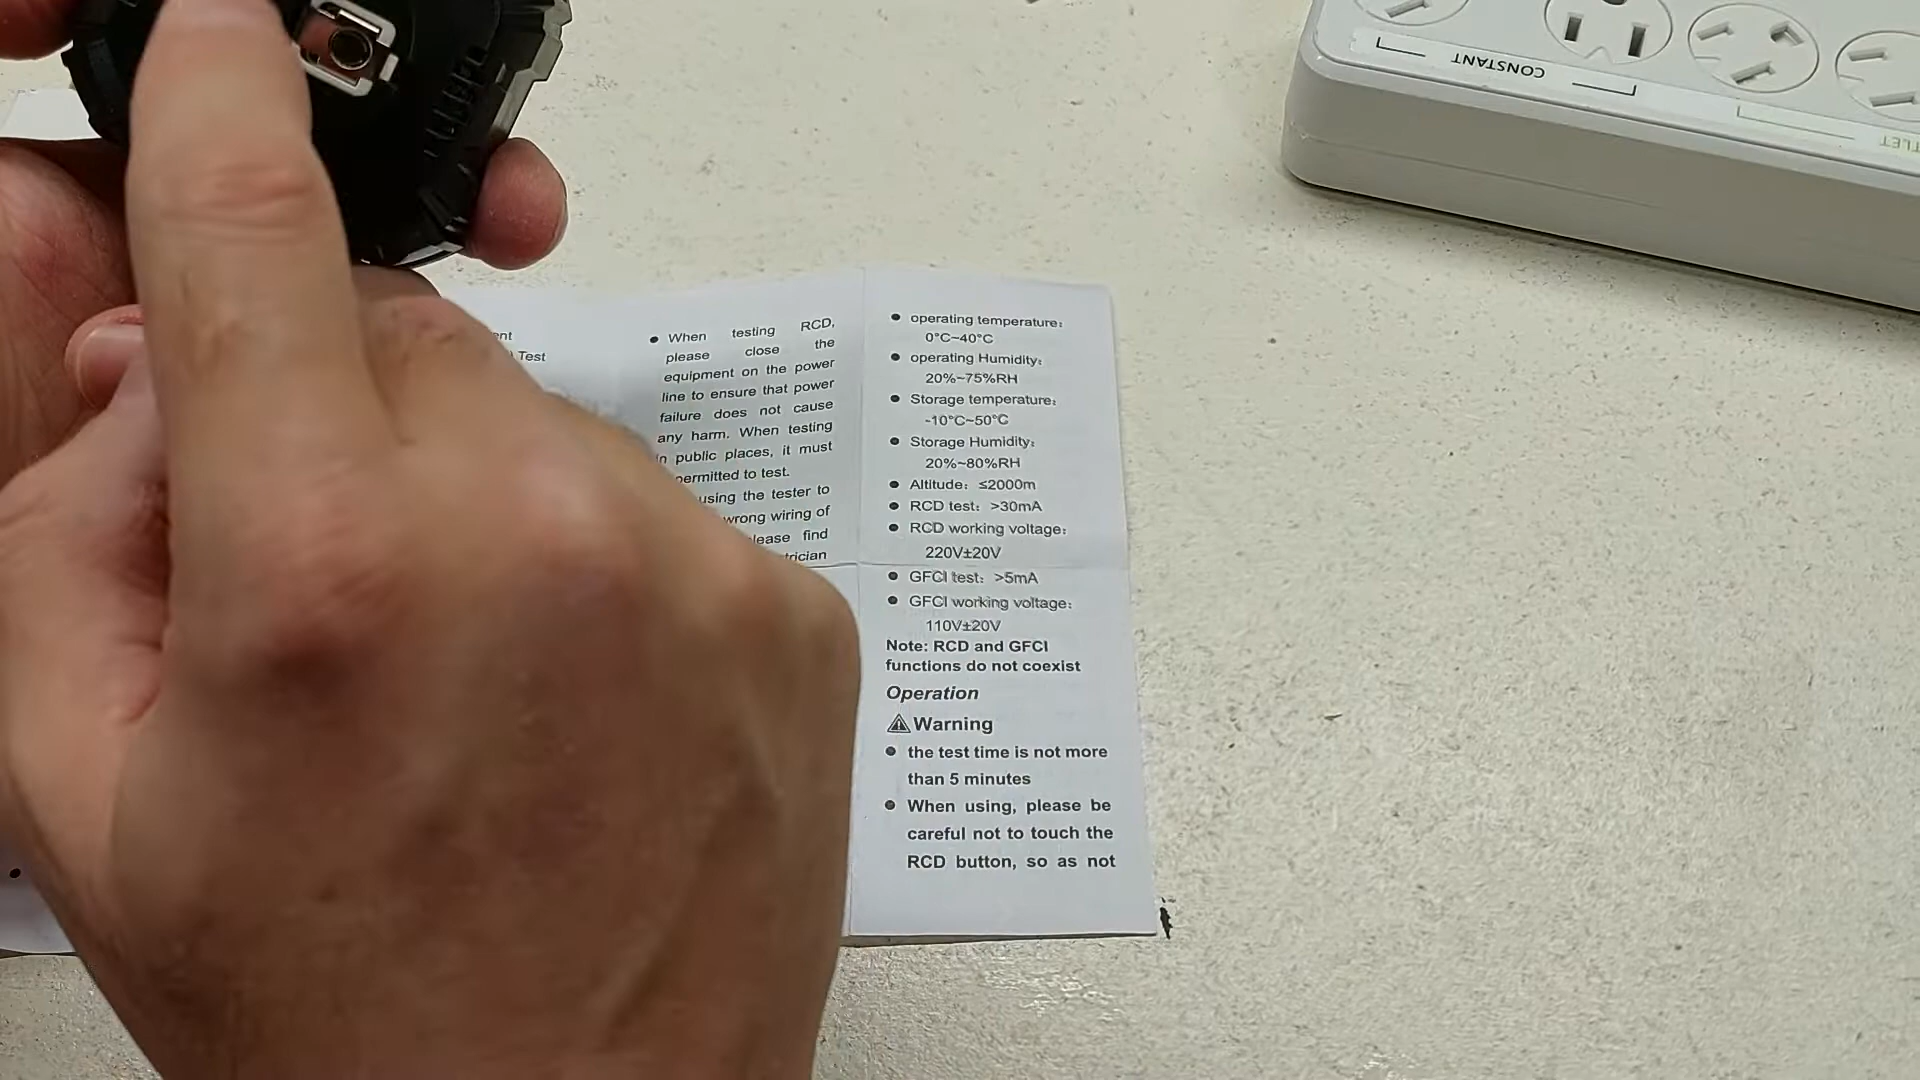 CONSTANT
Test
When testing RCD,
please close the
equipment on the power
line to ensure that power
failure does not cause
any harm. When testing
in public places, it must
permitted to test.
using the tester to
wrong wiring of
find
operating temperature:
0°C~40°C
operating Humidity:
20%~75%RH
Storage temperature:
-10°C~50°C
Storage Humidity:
20%~80%RH
Altitude: ≤2000m
RCD test: >30mA
RCD working voltage:
220V±20V
GFCI test: >5mA
GFCI working voltage:
110V±20V
Note: RCD and GFCI
functions do not coexist
Operation
Warning
the test time is not more
than 5 minutes
When using, please be
careful not to touch the
RCD button, so as not